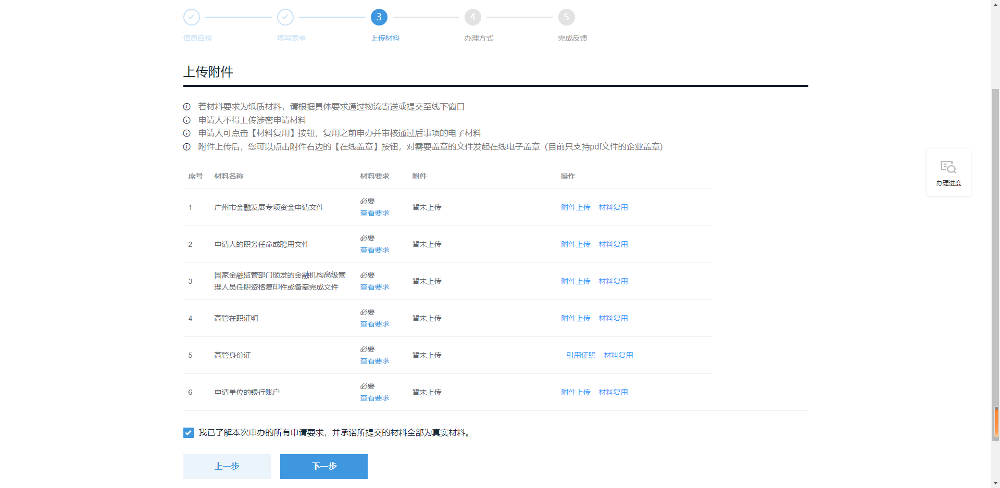 3
4
5
信息自检
填写表单
上传材料
办理方式
完成反馈
上传附件
若材料要求为纸质材料，请根据具体要求通过物流寄送或提交至线下窗口
申请人不得上传涉密申请材料
申请人可点击【材料复用】按钮，复用之前申办并审核通过后事项的电子材料
附件上传后，您可以点击附件右边的【在线盖章】按钮，对需要盖章的文件发起在线电子盖章（目前只支持pdf文件的企业盖章）
办理进度
序号 材料名称 材料要求 附件 操作
1 广州市金融发展专项资金申请文件 必要 暂未上传 附件上传 材料复用
查看要求
2 申请人的职务任命或聘用文件 必要 暂未上传 附件上传 材料复用
查看要求
3 国家金融监管部门颁发的金融机构高级管 必要 暂未上传 附件上传 材料复用
理人员任职资格复印件或备案完成文件 查看要求
4 高管在职证明 必要 暂未上传 附件上传 材料复用
查看要求
5 高管身份证 必要 暂未上传 引用证照 材料复用
查看要求
6 申请单位的银行账户 必要 暂未上传 附件上传 材料复用
查看要求
我已了解本次申办的所有申请要求，并承诺所提交的材料全部为真实材料。
上一步
下一步